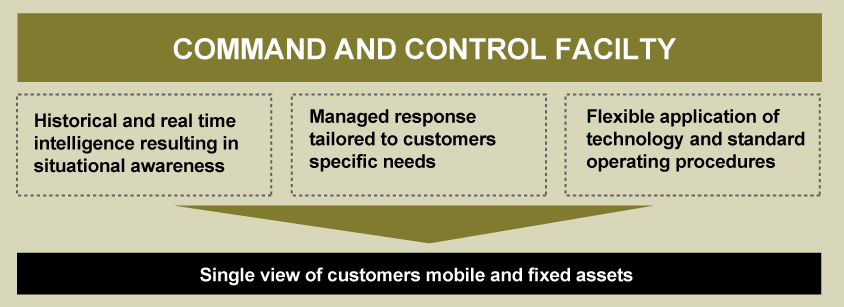 COMMAND AND CONTROL FACILTY
Historical and real time
intelligence resulting in
situational awareness
Managed response
tailored to customers
specific needs
Flexible application of
technology and standard
operating procedures
Single view of customers mobile and fixed assets